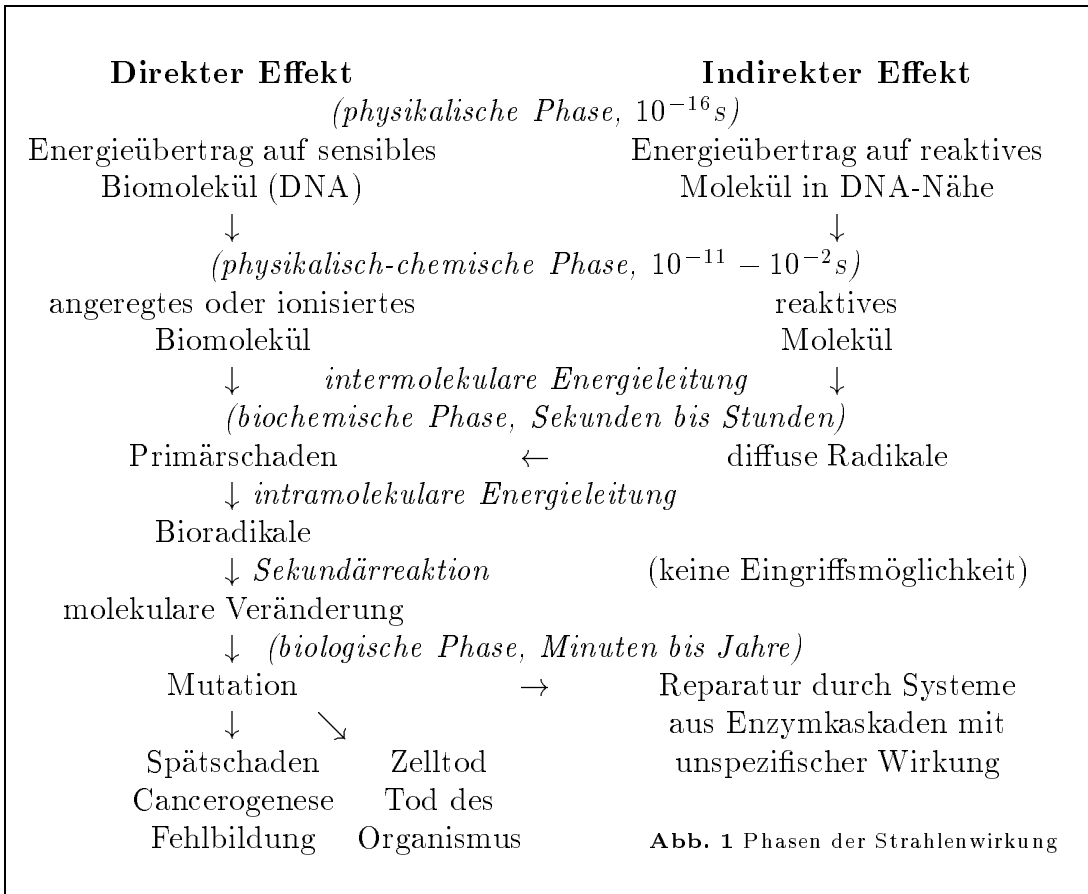 Direkter Effekt Indirekter Effekt
(physikalische Phase, 10⁻¹⁶s)
Energieübertrag auf sensibles Energieübertrag auf reaktives
Biomolekül (DNA) Molekül in DNA-Nähe
↓ ↓
(physikalisch-chemische Phase, 10⁻¹¹ − 10⁻²s)
angeregtes oder ionisiertes reaktives
Biomolekül Molekül
↓ intermolekulare Energieleitung ↓
(biochemische Phase, Sekunden bis Stunden)
Primärschaden ← diffuse Radikale
↓ intramolekulare Energieleitung
Bioradikale
↓ Sekundärreaktion (keine Eingriffsmöglichkeit)
molekulare Veränderung
↓ (biologische Phase, Minuten bis Jahre)
Mutation → Reparatur durch Systeme
↓ ↘ aus Enzymkaskaden mit
Spätschaden Zelltod unspezifischer Wirkung
Cancerogenese Tod des
Fehlbildung Organismus Abb. 1 Phasen der Strahlenwirkung